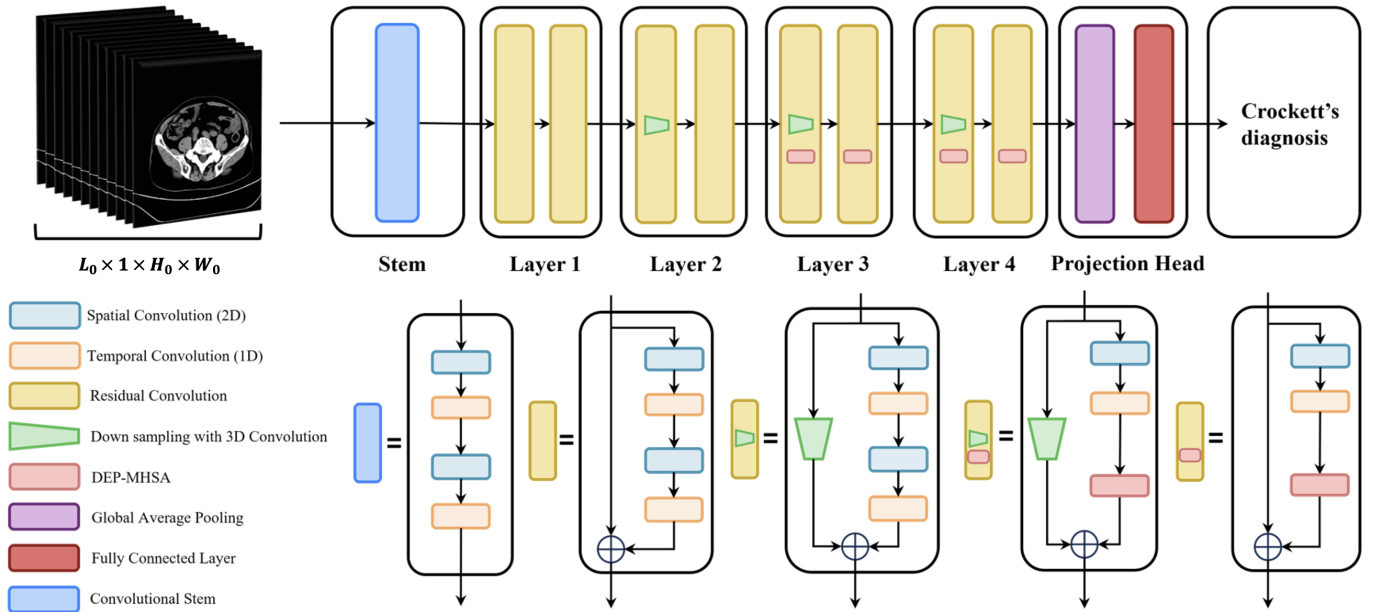 Crockett's
diagnosis
L₀ × 1 × H₀ × W₀
Stem
Layer 1
Layer 2
Layer 3
Layer 4
Projection Head
Spatial Convolution (2D)
Temporal Convolution (1D)
Residual Convolution
Down sampling with 3D Convolution
DEP-MHSA
Global Average Pooling
Fully Connected Layer
Convolutional Stem
=
=
=
=
=